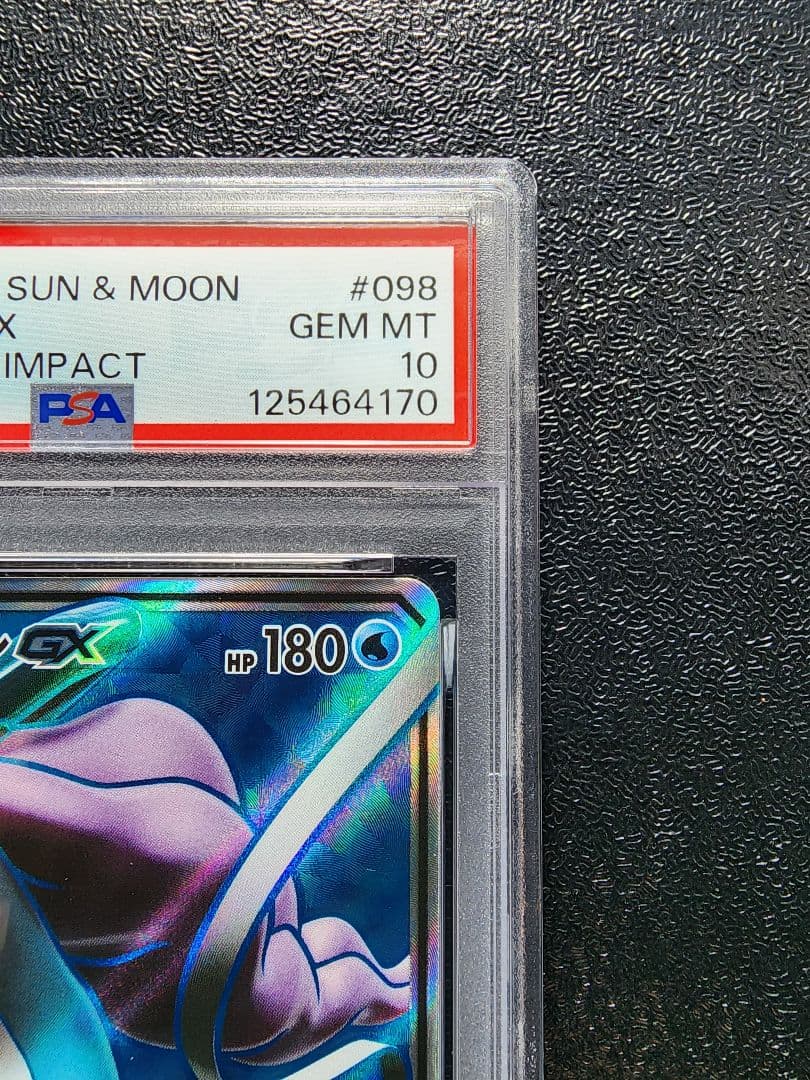 SUN & MOON #098
X GEM MT
IMPACT 10
PSA 125464170
GX HP 180